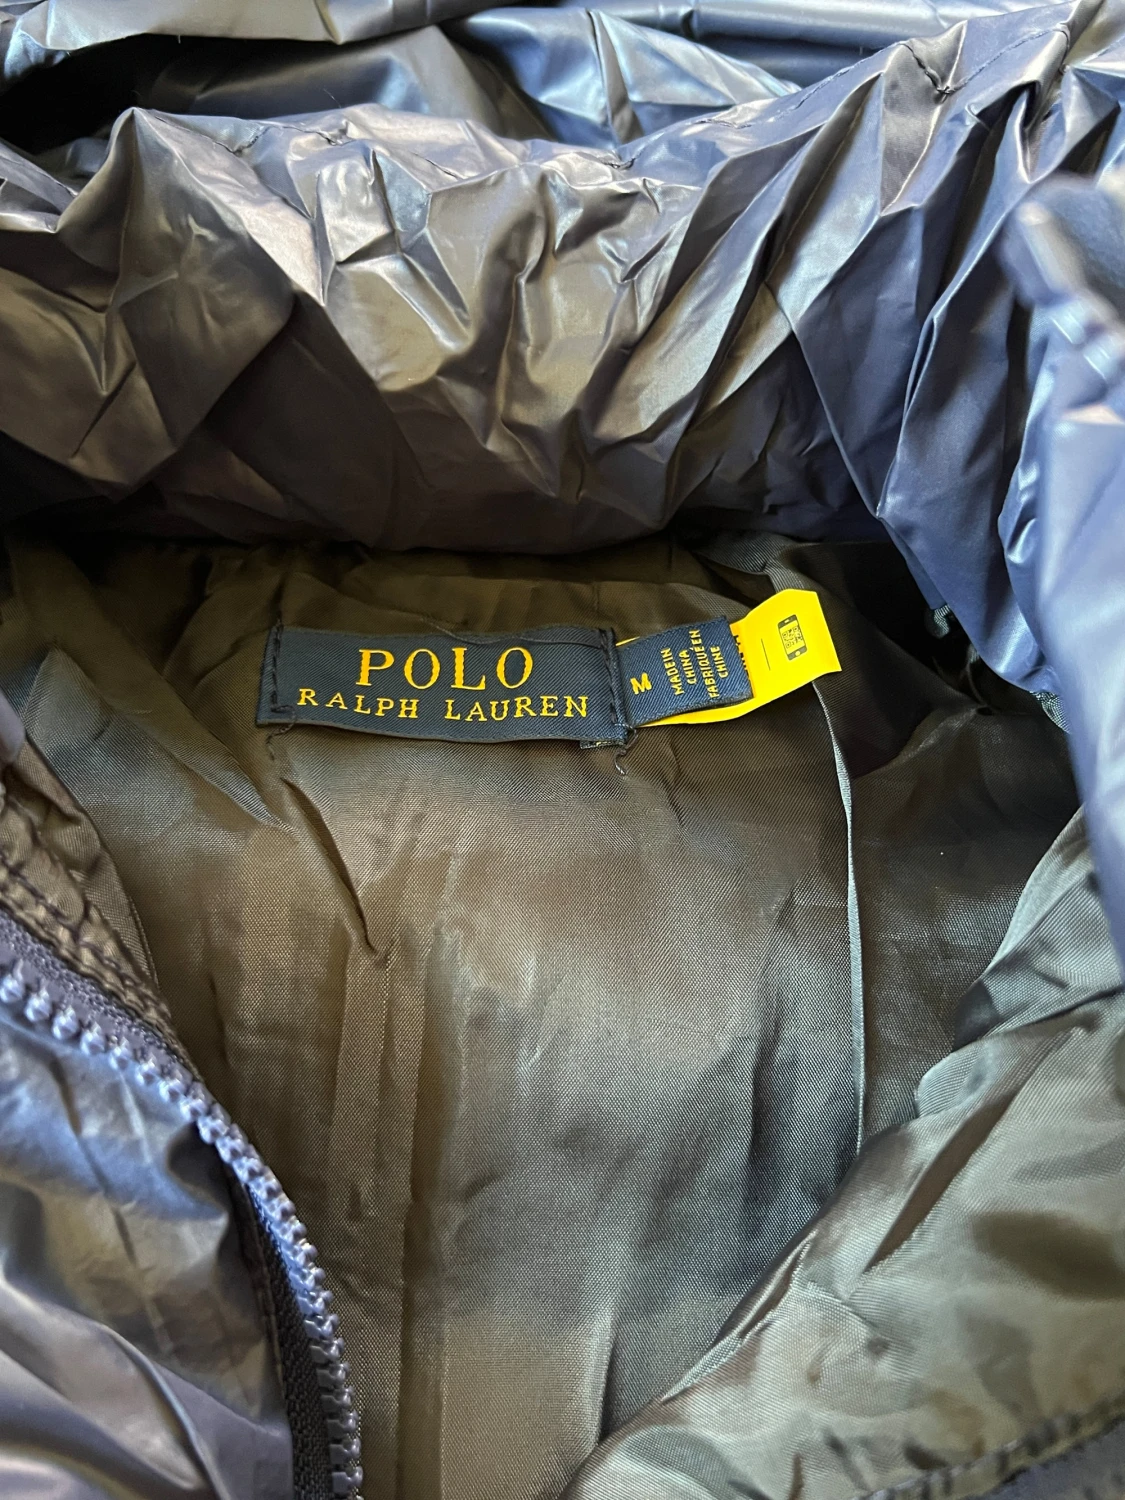 POLO
RALPH LAUREN
M
MADE IN
CHINA
FABRIQUÉ EN
CHINE